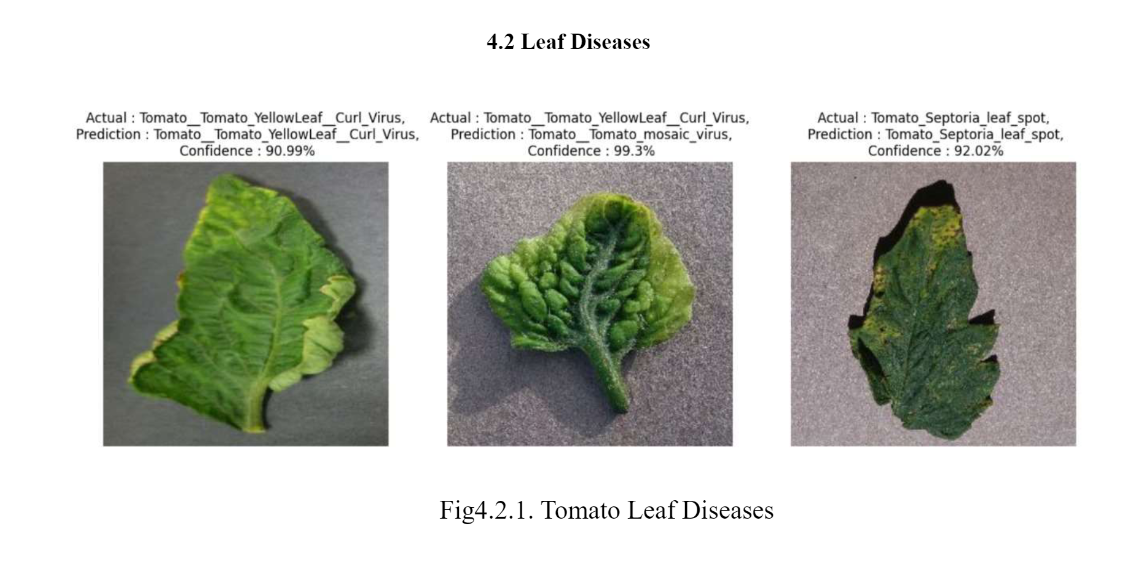 4.2 Leaf Diseases
Actual : Tomato__Tomato_YellowLeaf__Curl_Virus,
Prediction : Tomato__Tomato_YellowLeaf__Curl_Virus,
Confidence : 90.99%
Actual : Tomato__Tomato_YellowLeaf__Curl_Virus,
Prediction : Tomato__Tomato_mosaic_virus,
Confidence : 99.3%
Actual : Tomato_Septoria_leaf_spot,
Prediction : Tomato_Septoria_leaf_spot,
Confidence : 92.02%
Fig4.2.1. Tomato Leaf Diseases